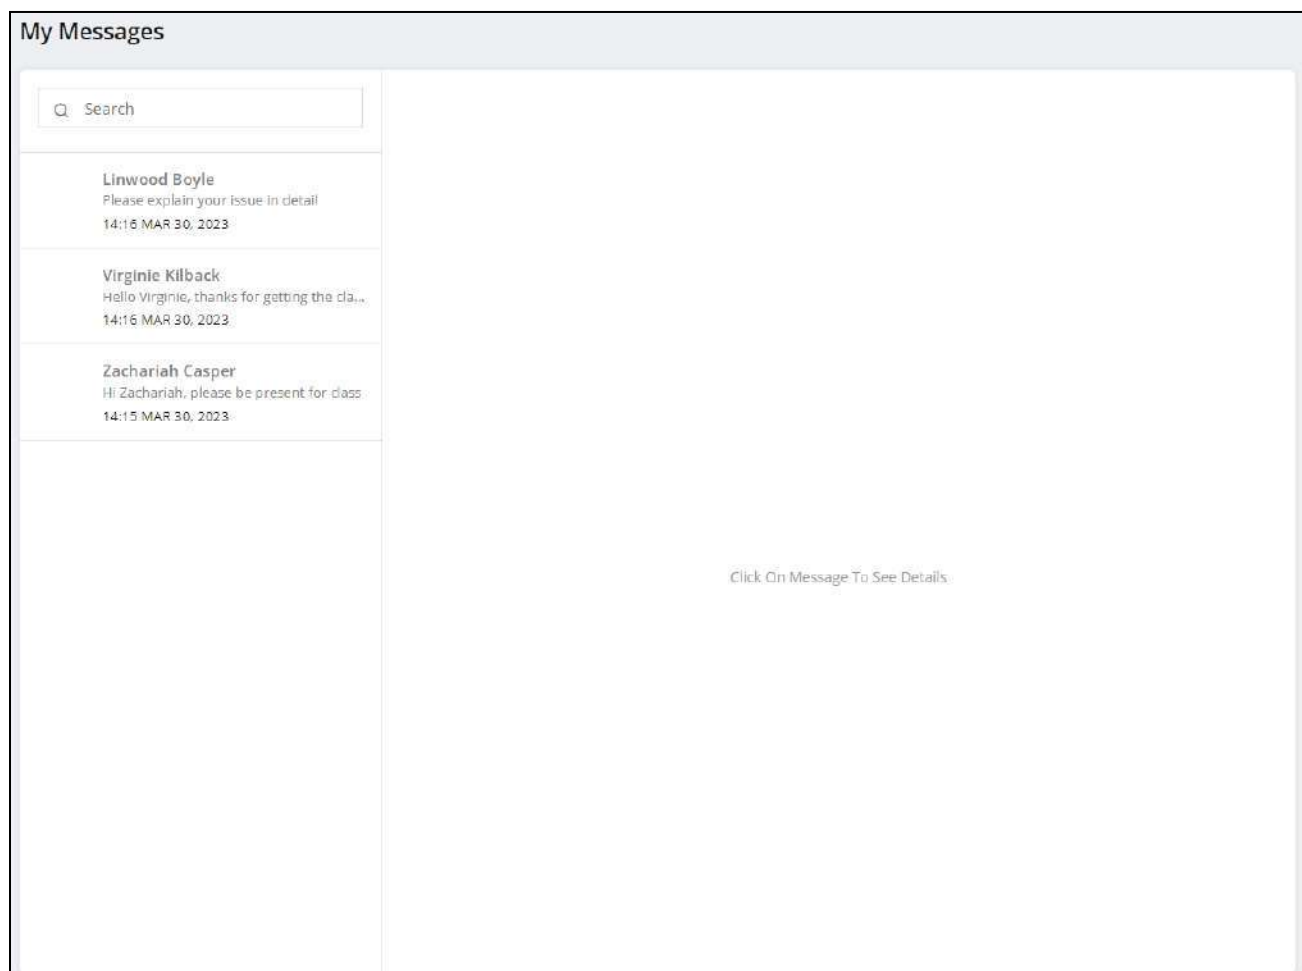 My Messages
Search
Linwood Boyle
Please explain your issue in detail
14:16 MAR 30, 2023
Virginie Kilback
Hello Virginie, thanks for getting the cla...
14:16 MAR 30, 2023
Zachariah Casper
Hi Zachariah, please be present for class
14:15 MAR 30, 2023
Click On Message To See Details